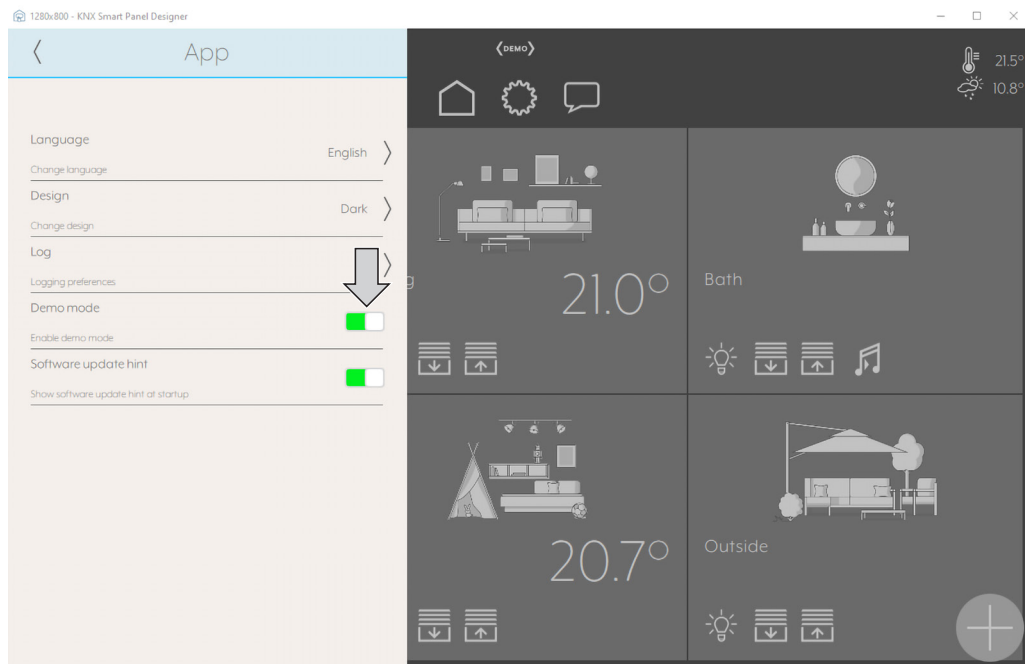 1280x800 - KNX Smart Panel Designer
App
‹DEMO›
21.5°
10.8°
Language
English
Change language
Design
Dark
Change design
Log
Logging preferences
Demo mode
Enable demo mode
Software update hint
Show software update hint at startup
g
21.0°
Bath
20.7°
Outside